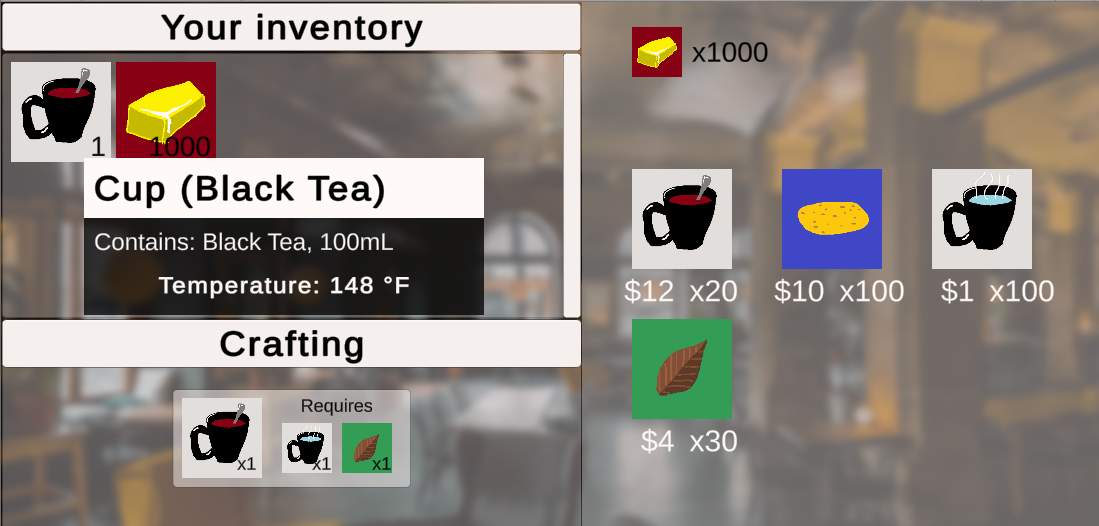 Your inventory
1
1000
Cup (Black Tea)
Contains: Black Tea, 100mL
Temperature: 148 °F
Crafting
Requires
x1
x1
x1
x1000
$12 x20
$10 x100
$1 x100
$4 x30